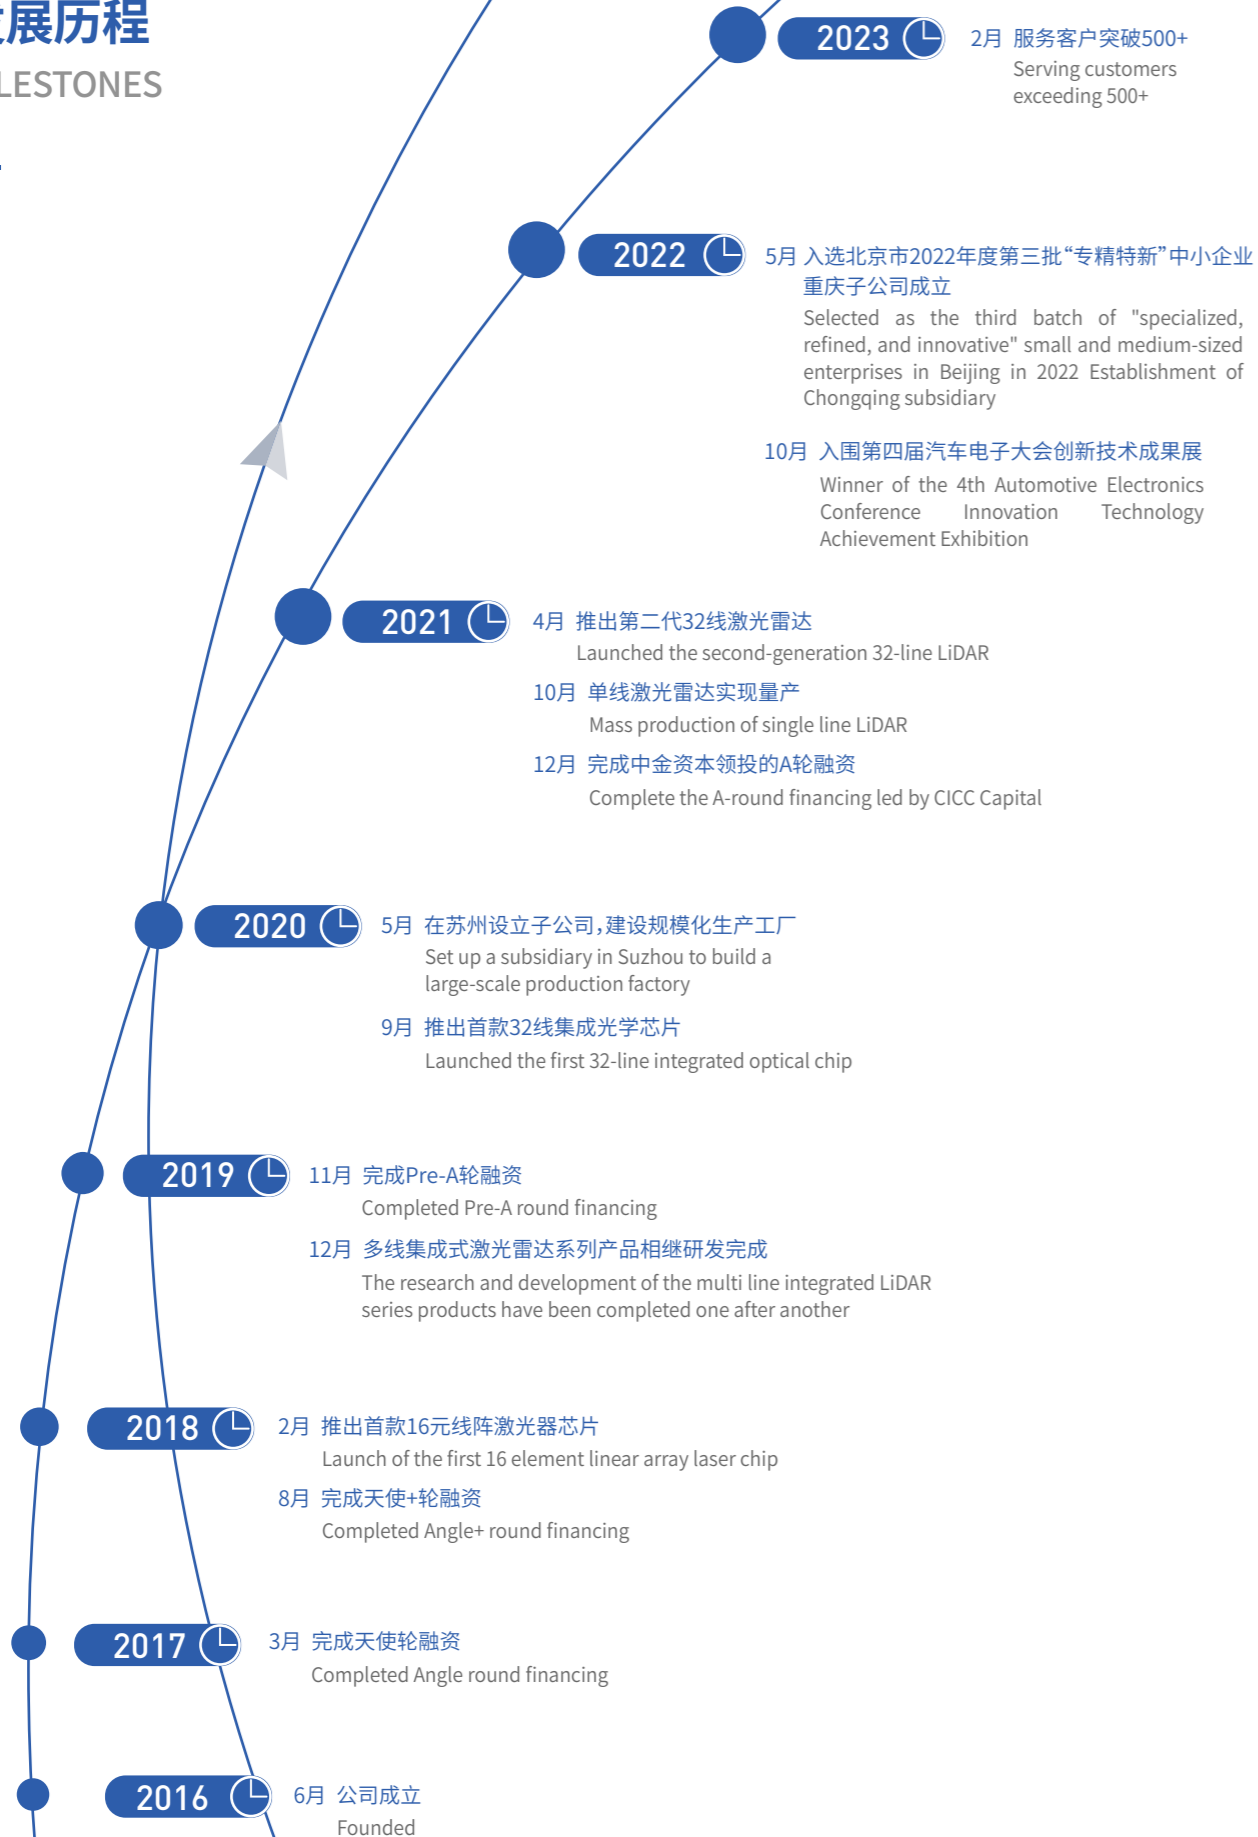 展历程
LESTONES
2023
2月 服务客户突破500+
Serving customers
exceeding 500+
2022
5月 入选北京市2022年度第三批“专精特新”中小企业
重庆子公司成立
Selected as the third batch of "specialized,
refined, and innovative" small and medium-sized
enterprises in Beijing in 2022 Establishment of
Chongqing subsidiary
10月 入围第四届汽车电子大会创新技术成果展
Winner of the 4th Automotive Electronics
Conference Innovation Technology
Achievement Exhibition
2021
4月 推出第二代32线激光雷达
Launched the second-generation 32-line LiDAR
10月 单线激光雷达实现量产
Mass production of single line LiDAR
12月 完成中金资本领投的A轮融资
Complete the A-round financing led by CICC Capital
2020
5月 在苏州设立子公司,建设规模化生产工厂
Set up a subsidiary in Suzhou to build a
large-scale production factory
9月 推出首款32线集成光学芯片
Launched the first 32-line integrated optical chip
2019
11月 完成Pre-A轮融资
Completed Pre-A round financing
12月 多线集成式激光雷达系列产品相继研发完成
The research and development of the multi line integrated LiDAR
series products have been completed one after another
2018
2月 推出首款16元线阵激光器芯片
Launch of the first 16 element linear array laser chip
8月 完成天使+轮融资
Completed Angle+ round financing
2017
3月 完成天使轮融资
Completed Angle round financing
2016
6月 公司成立
Founded